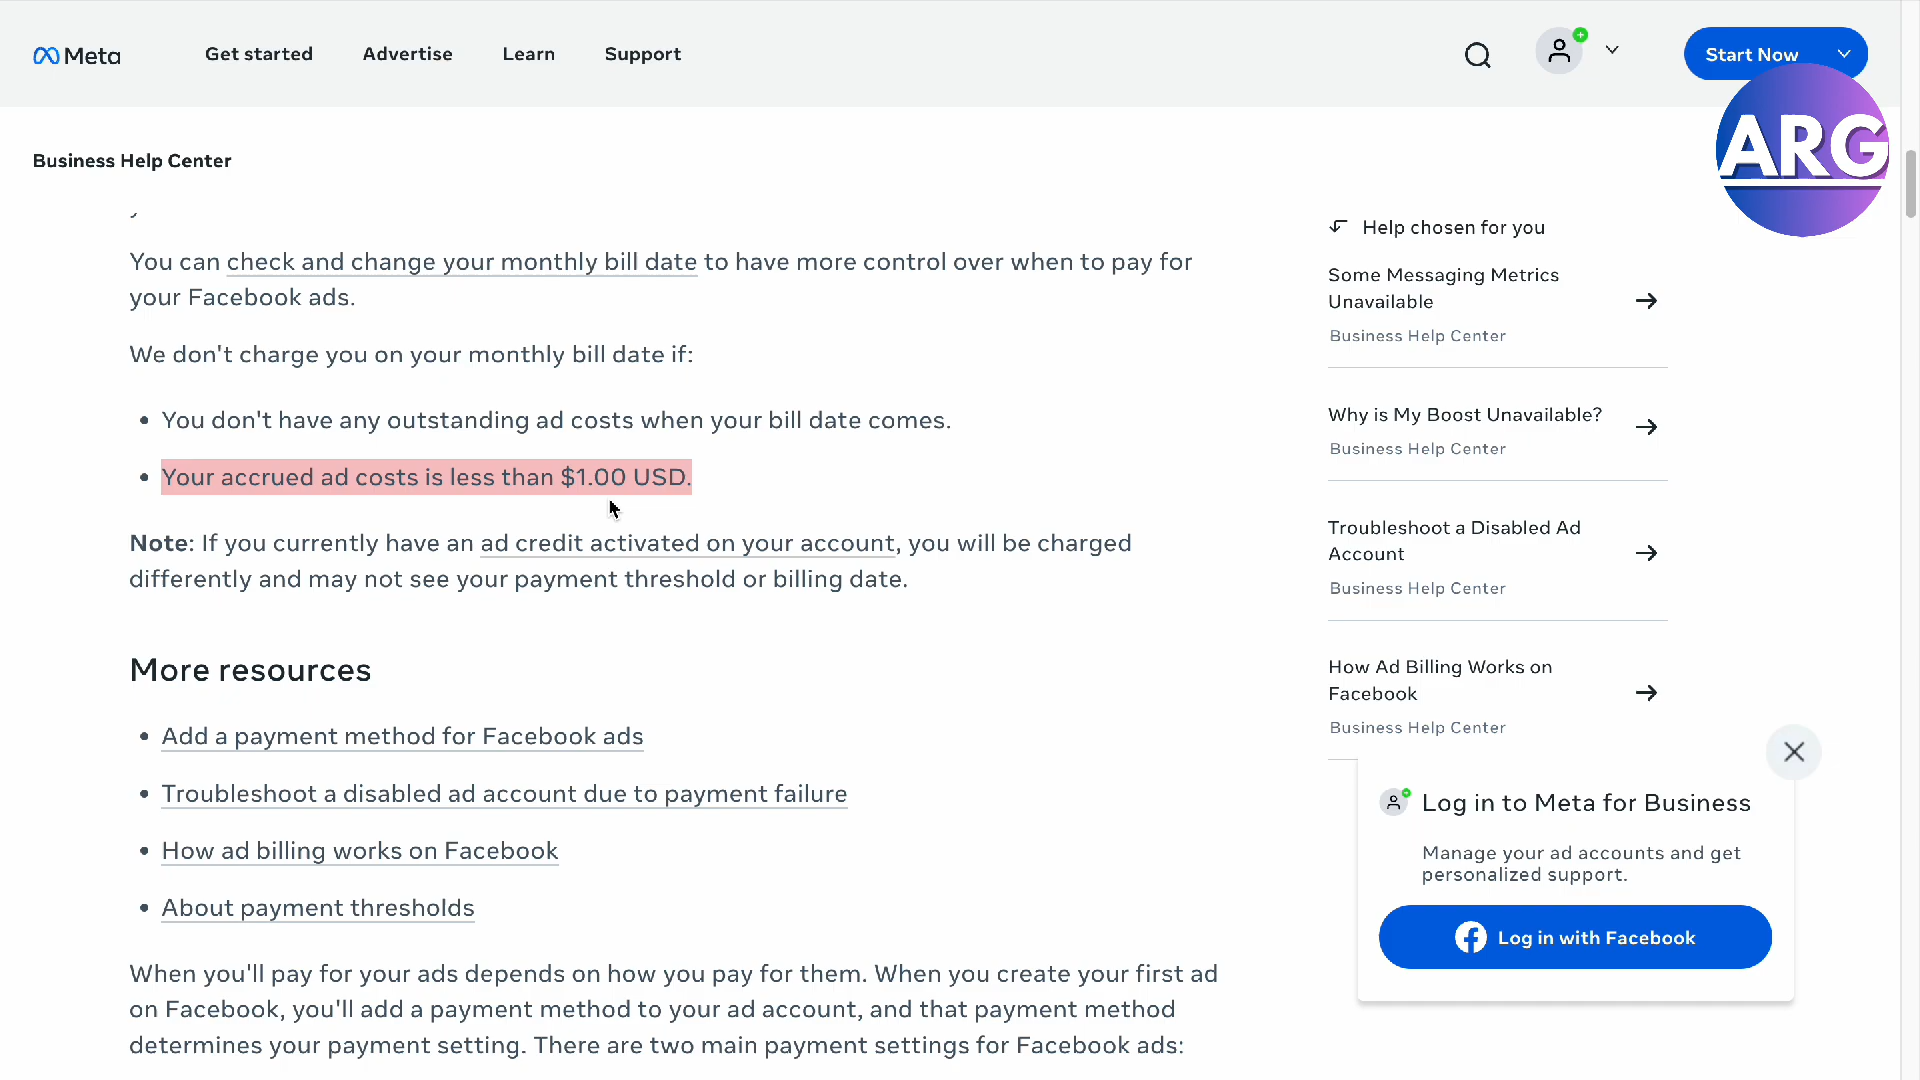 Meta
Get started
Advertise
Learn
Support
Start Now
ARG
Business Help Center
You can check and change your monthly bill date to have more control over when to pay for
your Facebook ads.
We don't charge you on your monthly bill date if:
• You don't have any outstanding ad costs when your bill date comes.
• Your accrued ad costs is less than $1.00 USD.
Note: If you currently have an ad credit activated on your account, you will be charged
differently and may not see your payment threshold or billing date.
More resources
• Add a payment method for Facebook ads
• Troubleshoot a disabled ad account due to payment failure
• How ad billing works on Facebook
• About payment thresholds
When you'll pay for your ads depends on how you pay for them. When you create your first ad
on Facebook, you'll add a payment method to your ad account, and that payment method
determines your payment setting. There are two main payment settings for Facebook ads:
Help chosen for you
Some Messaging Metrics
Unavailable
Business Help Center
Why is My Boost Unavailable?
Business Help Center
Troubleshoot a Disabled Ad
Account
Business Help Center
How Ad Billing Works on
Facebook
Business Help Center
Log in to Meta for Business
Manage your ad accounts and get
personalized support.
Log in with Facebook